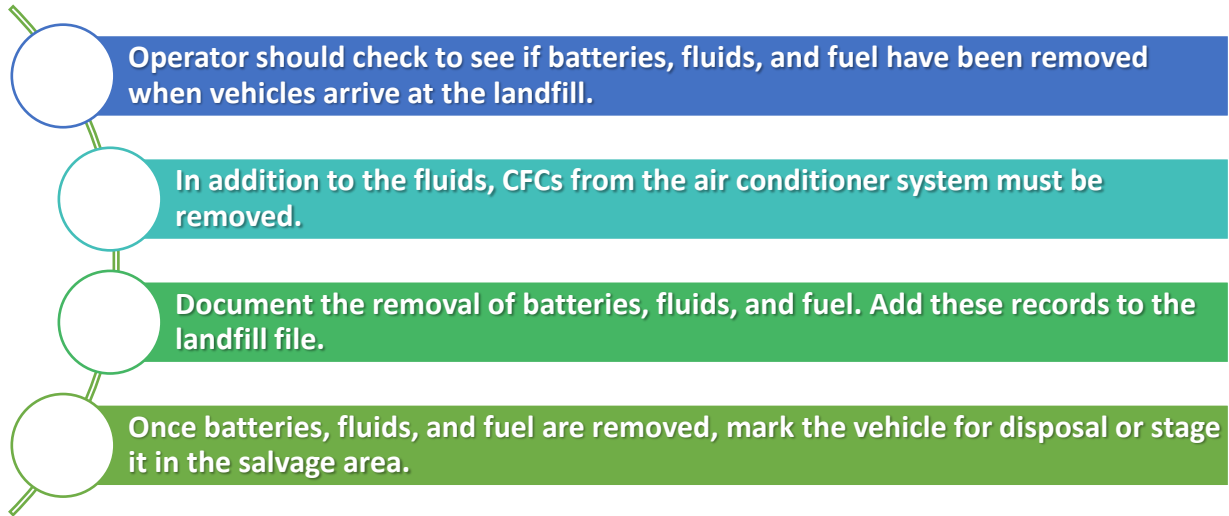 Operator should check to see if batteries, fluids, and fuel have been removed
when vehicles arrive at the landfill.
In addition to the fluids, CFCs from the air conditioner system must be
removed.
Document the removal of batteries, fluids, and fuel. Add these records to the
landfill file.
Once batteries, fluids, and fuel are removed, mark the vehicle for disposal or stage
it in the salvage area.